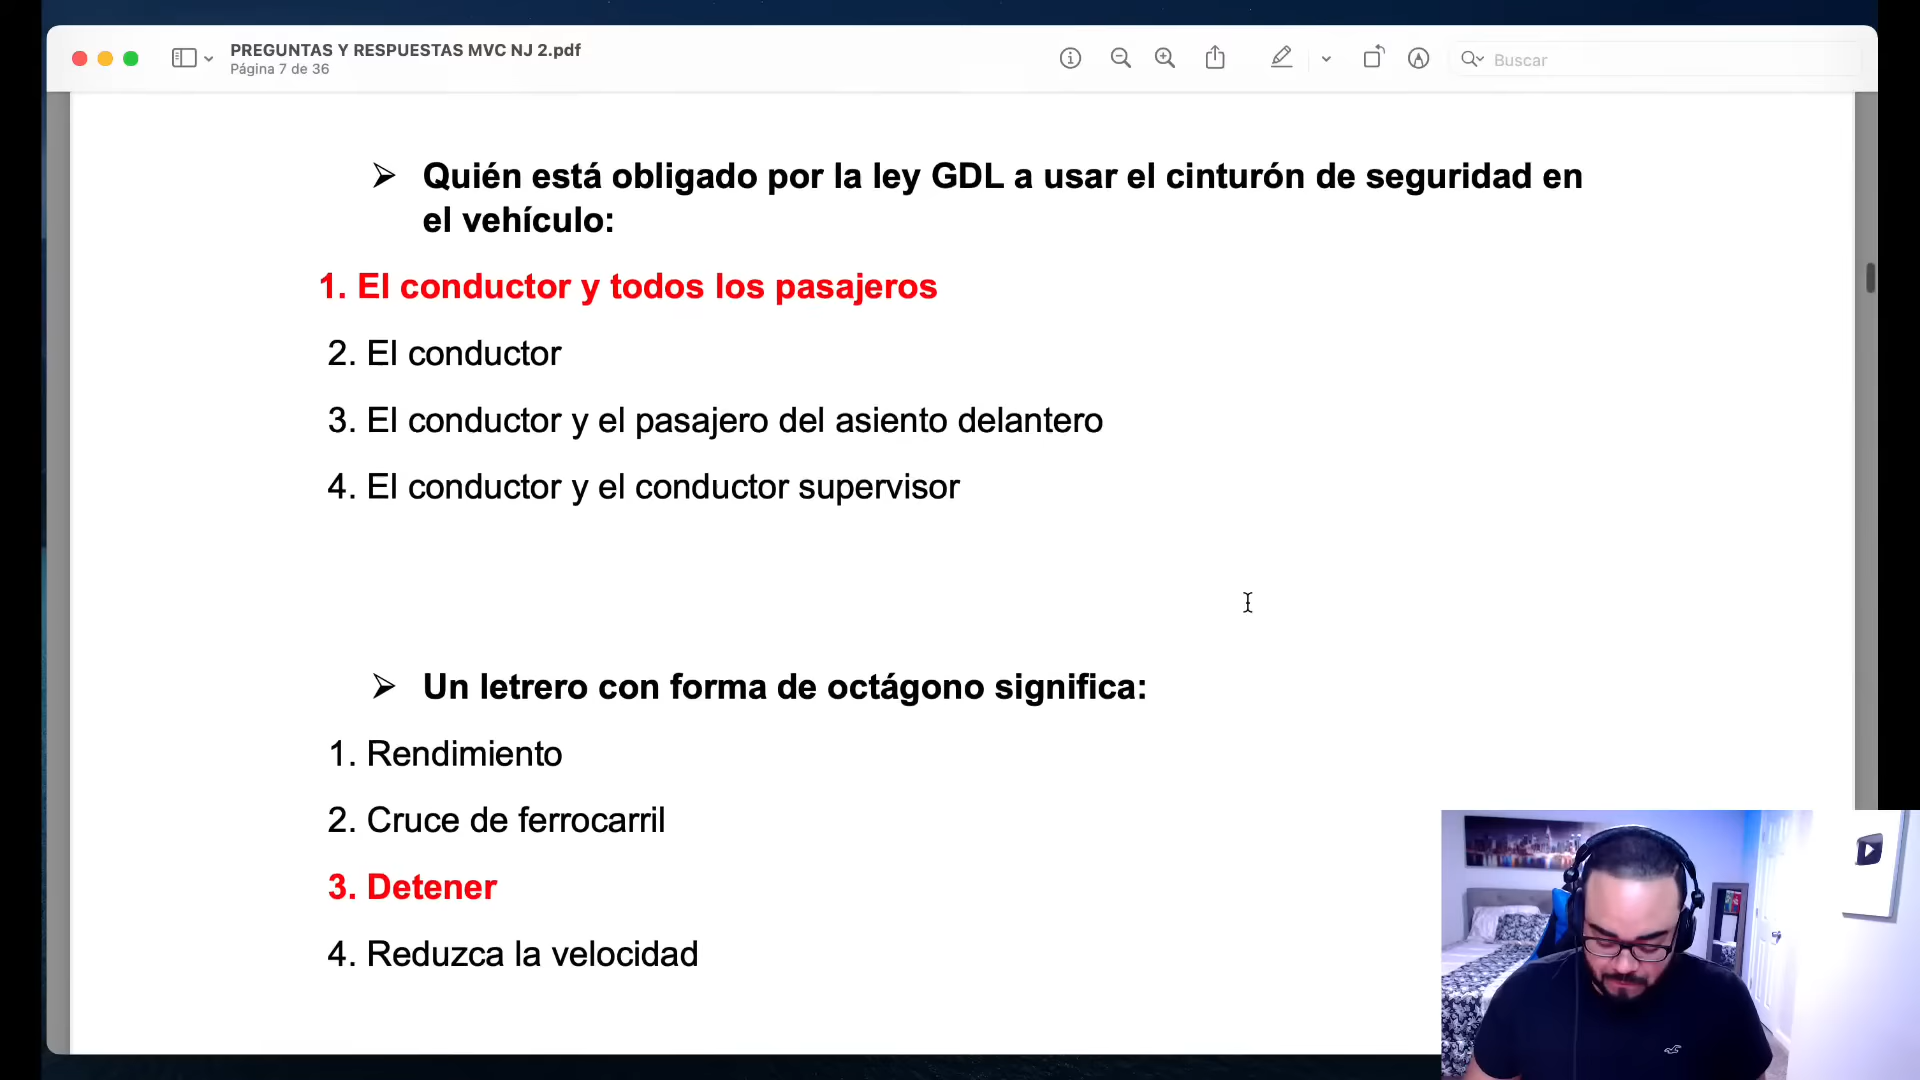 PREGUNTAS Y RESPUESTAS MVC NJ 2.pdf
Página 7 de 36
Buscar
➢ Quién está obligado por la ley GDL a usar el cinturón de seguridad en
el vehículo:
1. El conductor y todos los pasajeros
2. El conductor
3. El conductor y el pasajero del asiento delantero
4. El conductor y el conductor supervisor
➢ Un letrero con forma de octágono significa:
1. Rendimiento
2. Cruce de ferrocarril
3. Detener
4. Reduzca la velocidad